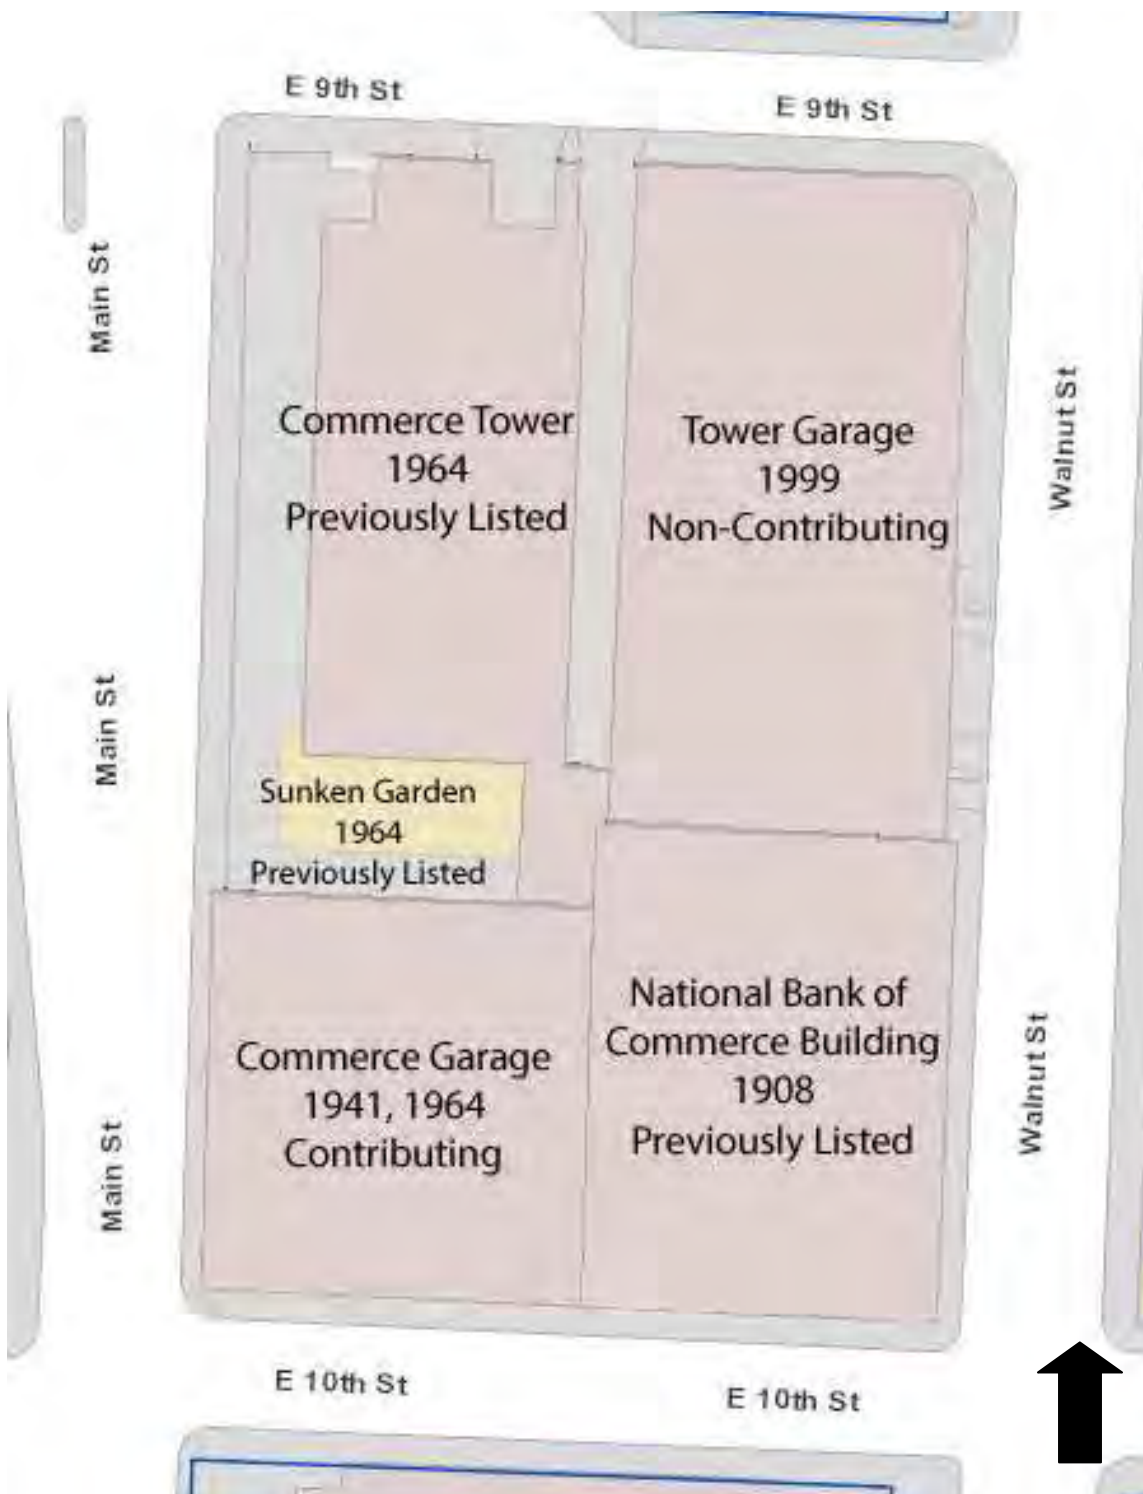 E 9th St
E 9th St
Main St
Walnut St
Commerce Tower
1964
Previously Listed
Tower Garage
1999
Non-Contributing
Main St
Sunken Garden
1964
Previously Listed
National Bank of
Commerce Building
1908
Previously Listed
Commerce Garage
1941, 1964
Contributing
Walnut St
Main St
E 10th St
E 10th St